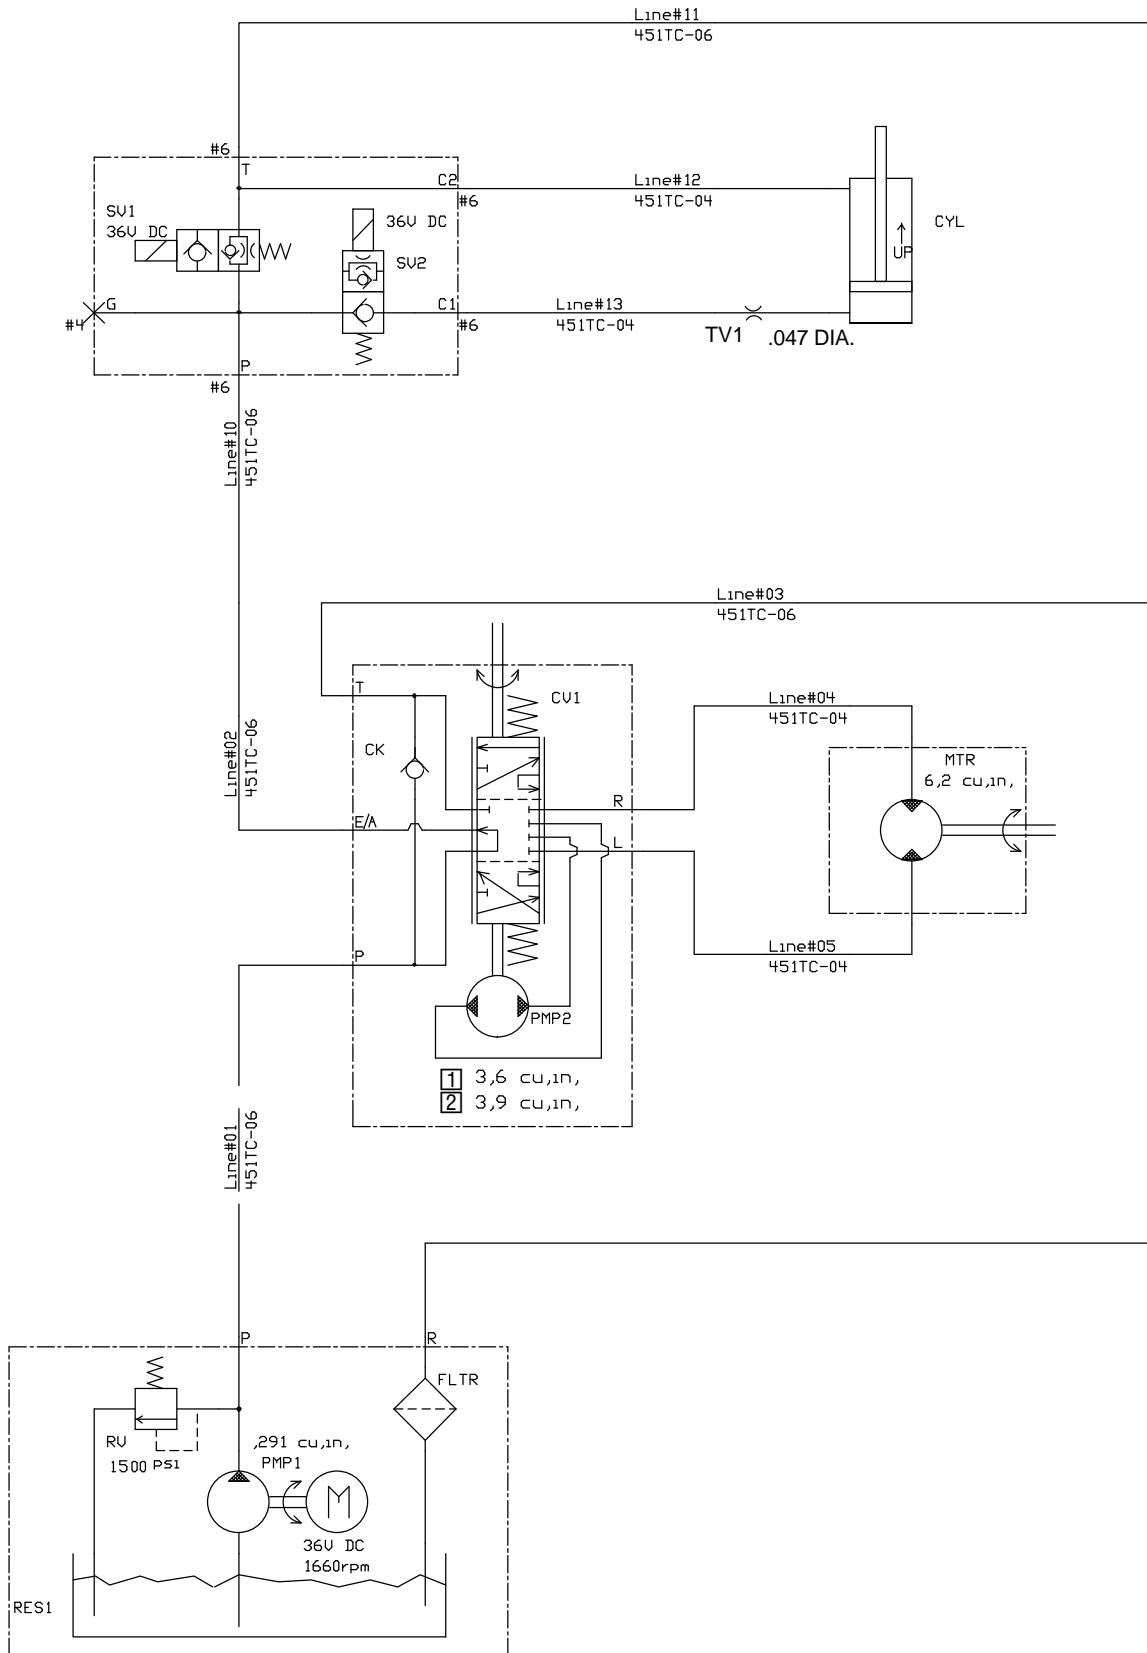 Line#11
451TC-06
#6
T
C2
#6
Line#12
451TC-04
SV1
36V DC
36V DC
SV2
CYL
UP
G
#4
C1
#6
Line#13
451TC-04
TV1 .047 DIA.
P
#6
Line#10
451TC-06
Line#03
451TC-06
T
CV1
Line#04
451TC-04
CK
Line#02
451TC-06
MTR
6,2 cu,in,
R
E/A
L
P
Line#05
451TC-04
PMP2
1 3,6 cu,in,
2 3,9 cu,in,
Line#01
451TC-06
P
R
FLTR
RV
1500 PSI
,291 cu,in,
PMP1
M
36V DC
1660rpm
RES1